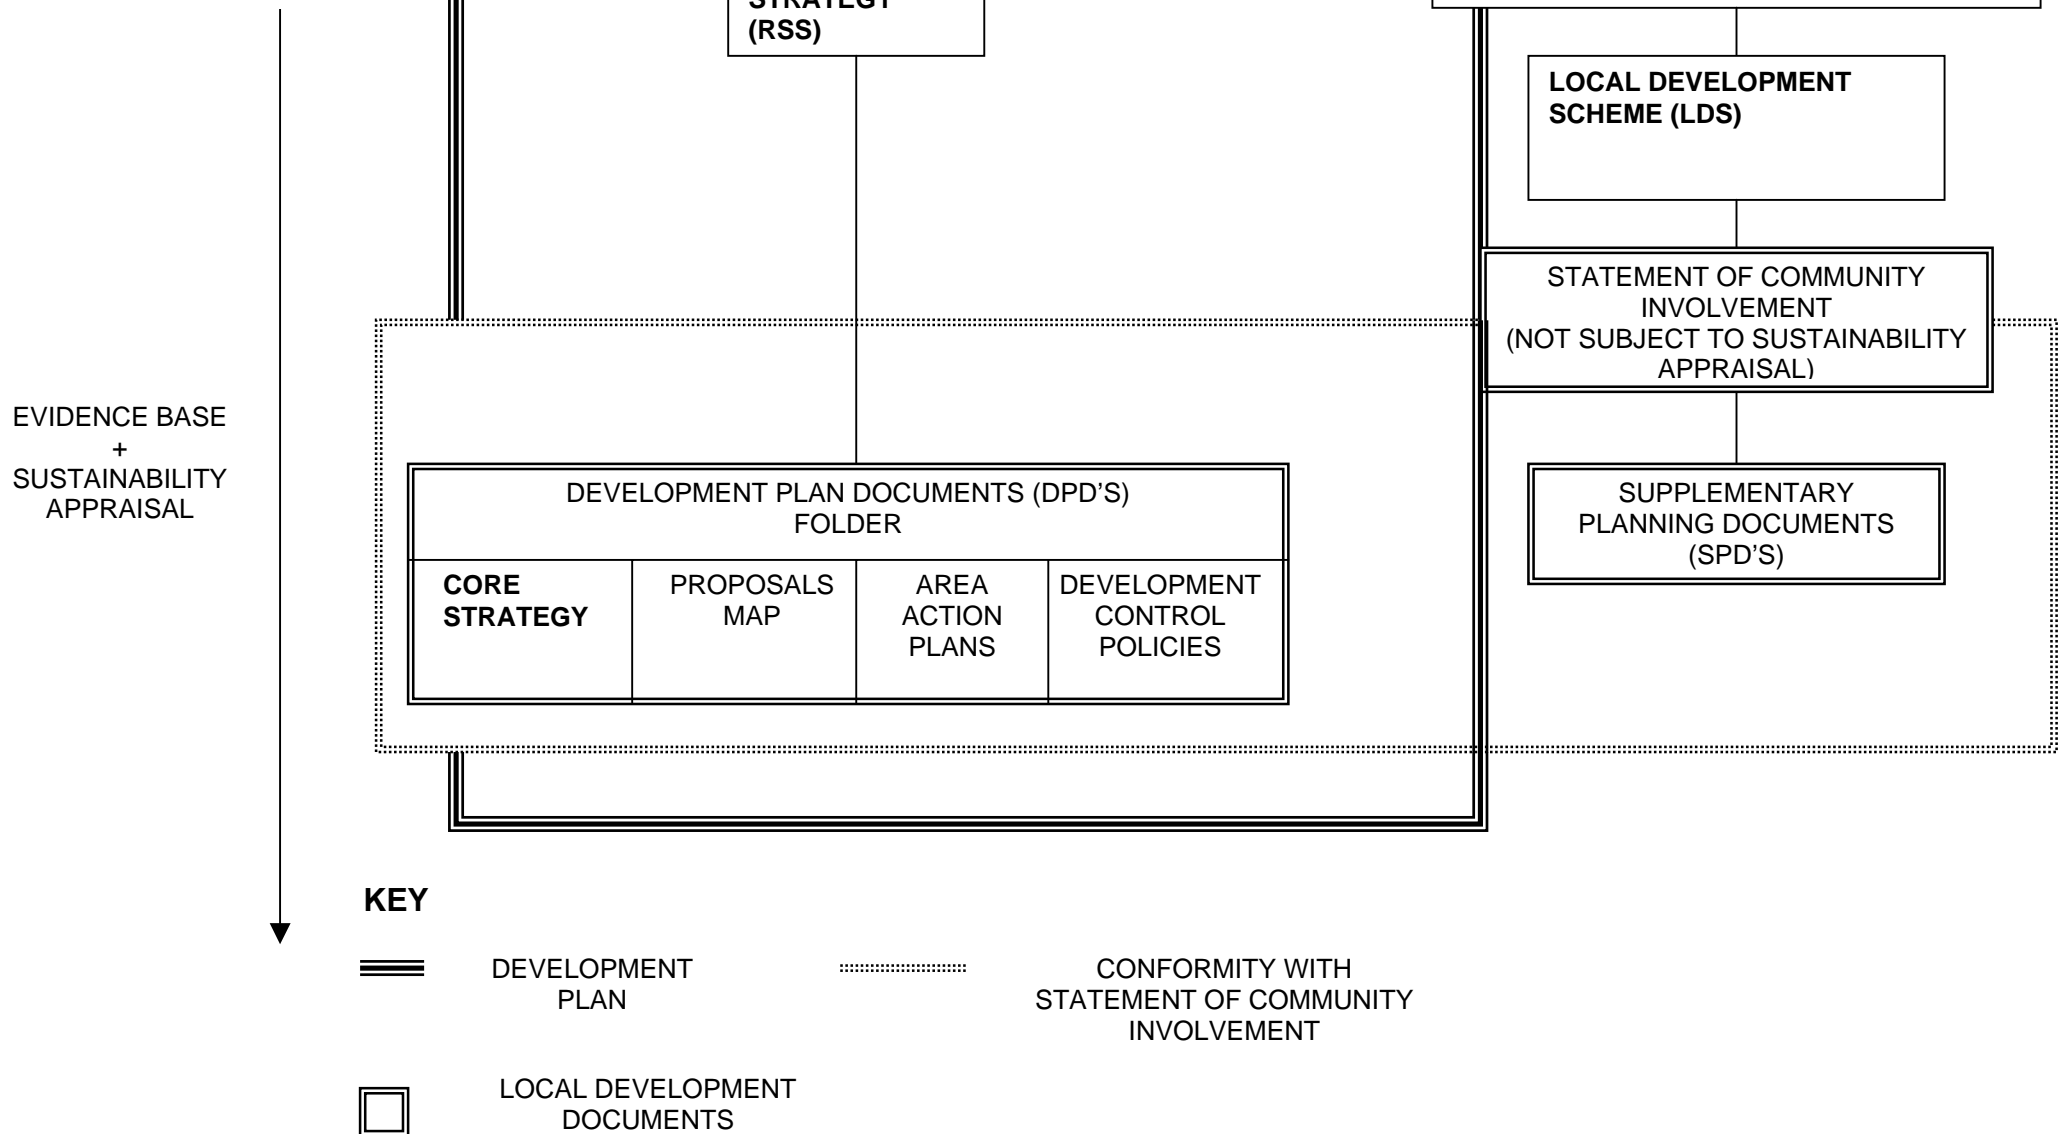 STRATEGY
(RSS)
LOCAL DEVELOPMENT
SCHEME (LDS)
STATEMENT OF COMMUNITY
INVOLVEMENT
(NOT SUBJECT TO SUSTAINABILITY
APPRAISAL)
EVIDENCE BASE
+
SUSTAINABILITY
APPRAISAL
DEVELOPMENT PLAN DOCUMENTS (DPD'S)
FOLDER
CORE
STRATEGY
PROPOSALS
MAP
AREA
ACTION
PLANS
DEVELOPMENT
CONTROL
POLICIES
SUPPLEMENTARY
PLANNING DOCUMENTS
(SPD'S)
KEY
DEVELOPMENT
PLAN
CONFORMITY WITH
STATEMENT OF COMMUNITY
INVOLVEMENT
LOCAL DEVELOPMENT
DOCUMENTS